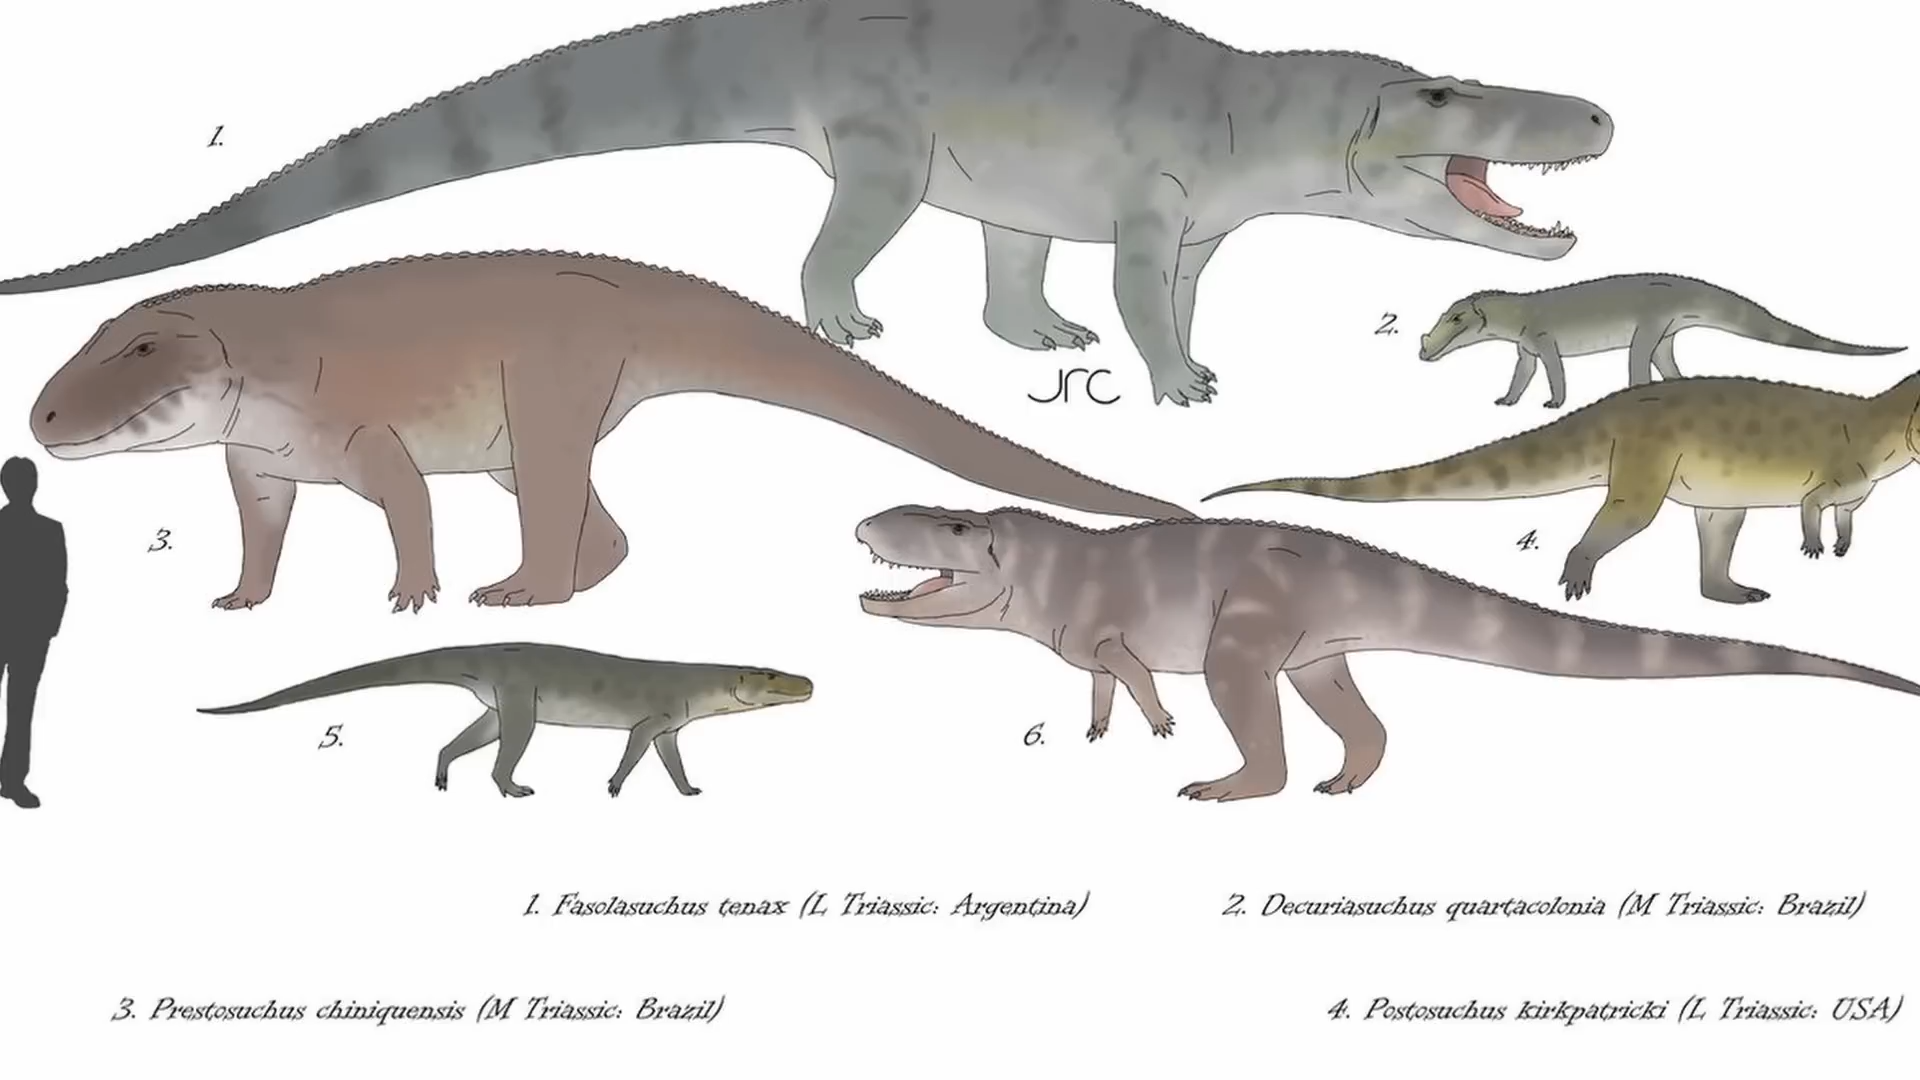 1.
2.
JrC
3.
4.
5.
6.
1. Fasolasuchus tenax (L Triassic: Argentina)
2. Decuriasuchus quartacolonia (M Triassic: Brazil)
3. Prestosuchus chiniquensis (M Triassic: Brazil)
4. Postosuchus kirkpatricki (L Triassic: USA)